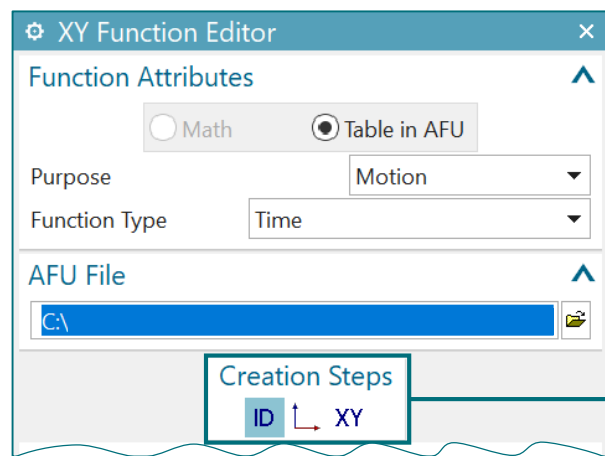 XY Function Editor
Function Attributes
Math Table in AFU
Purpose Motion
Function Type Time
AFU File
C:\
Creation Steps
ID XY